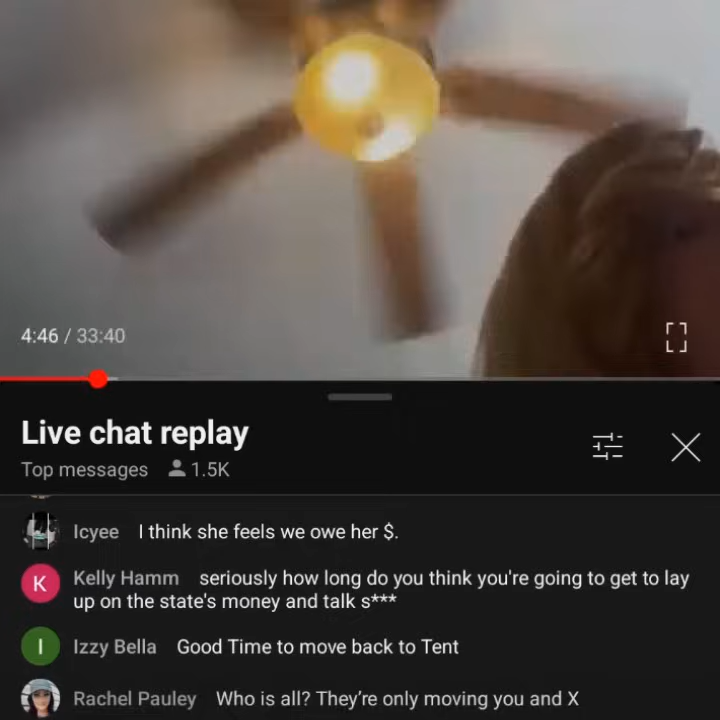 4:46 / 33:40
Live chat replay
Top messages 1.5K
Icyee I think she feels we owe her $.
K Kelly Hamm seriously how long do you think you're going to get to lay
up on the state's money and talk s***
I Izzy Bella Good Time to move back to Tent
Rachel Pauley Who is all? They’re only moving you and X